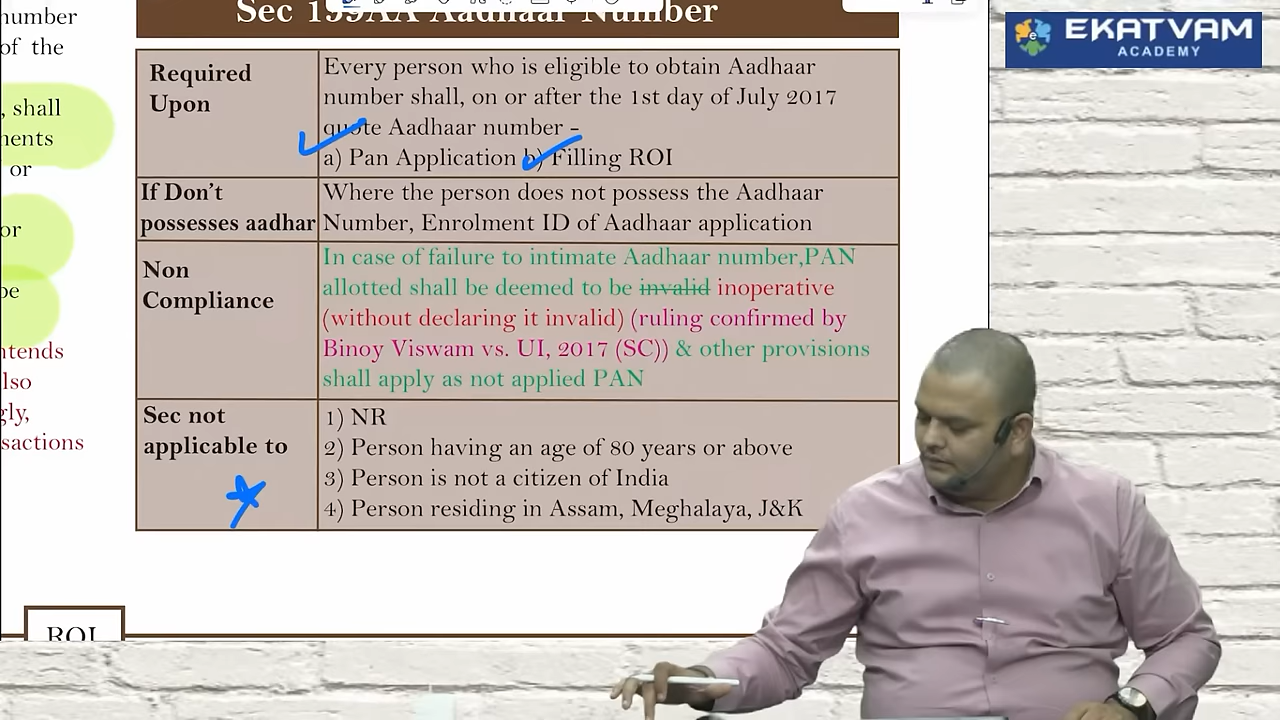 number
of the
, shall
nents
or
or
be
ntends
lso
gly,
sactions
Sec 139AA Aadhaar Number
Required
Upon
Every person who is eligible to obtain Aadhaar
number shall, on or after the 1st day of July 2017
quote Aadhaar number -
a) Pan Application b) Filling ROI
If Don't
possesses aadhar
Where the person does not possess the Aadhaar
Number, Enrolment ID of Aadhaar application
Non
Compliance
In case of failure to intimate Aadhaar number,PAN
allotted shall be deemed to be invalid inoperative
(without declaring it invalid) (ruling confirmed by
Binoy Viswam vs. UI, 2017 (SC)) & other provisions
shall apply as not applied PAN
Sec not
applicable to
1) NR
2) Person having an age of 80 years or above
3) Person is not a citizen of India
4) Person residing in Assam, Meghalaya, J&K
ROI
EKATVAM
ACADEMY